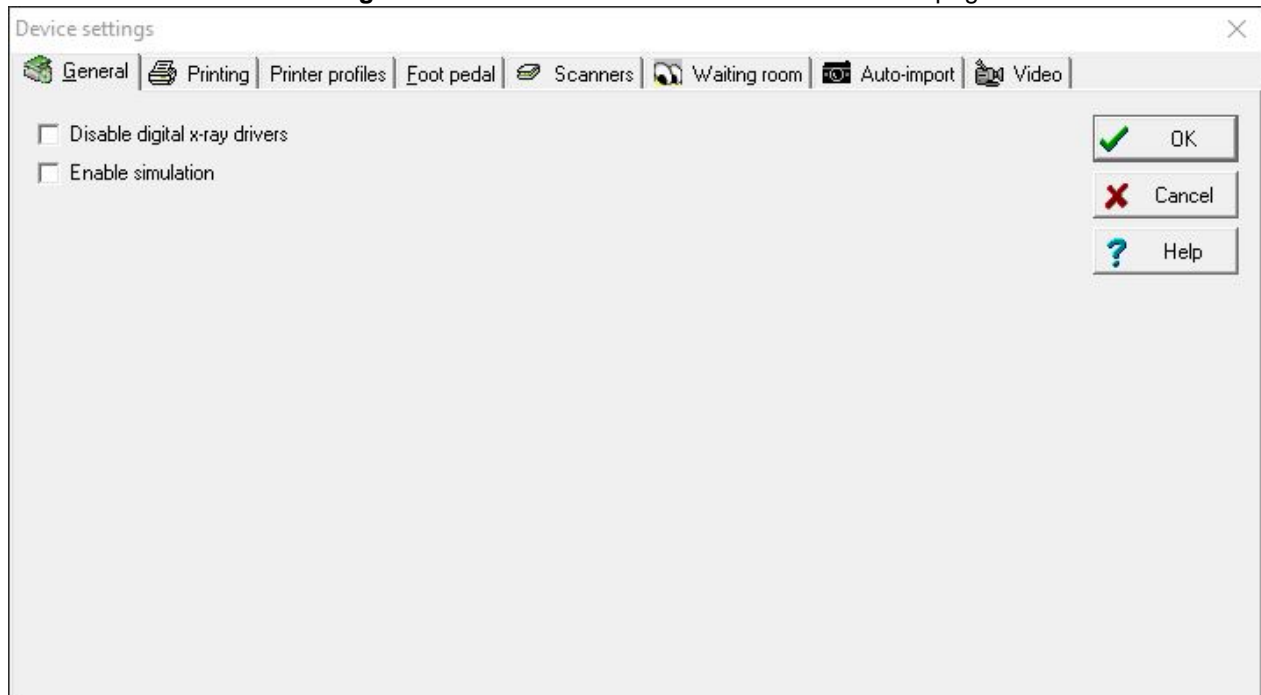 Device settings
General Printing Printer profiles Foot pedal Scanners Waiting room Auto-import Video
Disable digital x-ray drivers
OK
Enable simulation
Cancel
Help